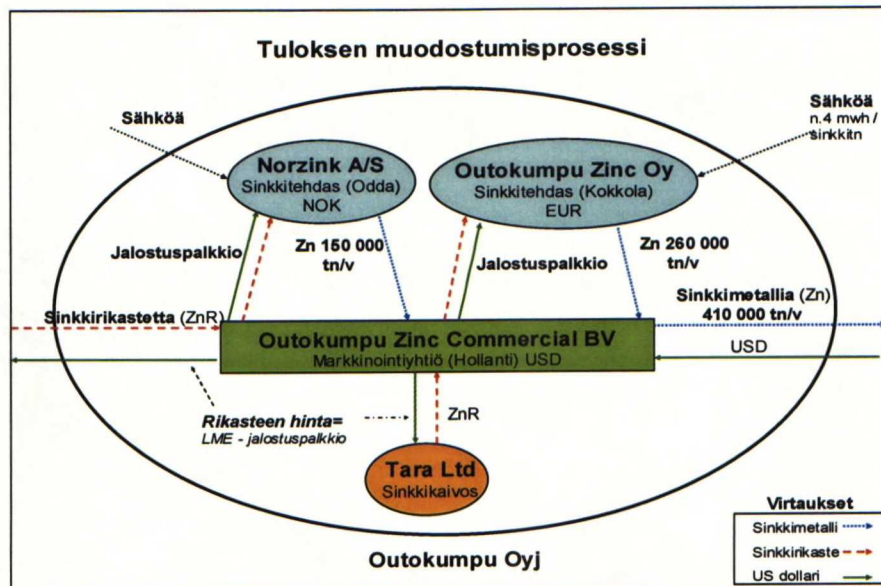 Tuloksen muodostumisprosessi
Sähköä
Sähköä
n.4 mwh /
sinkkitn
Norzink A/S
Sinkkitehdas (Odda)
NOK
Outokumpu Zinc Oy
Sinkkitehdas (Kokkola)
EUR
Jalostuspalkkio
Zn 150 000
tn/v
Jalostuspalkkio
Zn 260 000
tn/v
Sinkkirikastetta (ZnR)
Sinkkimetallia (Zn)
410 000 tn/v
Outokumpu Zinc Commercial BV
Markkinointiyhtiö (Hollanti) USD
USD
Rikasteen hinta=
LME - jalostuspalkkio
ZnR
Tara Ltd
Sinkkikaivos
Outokumpu Oyj
Virtaukset
Sinkkimetalli
Sinkkirikaste
US dollari